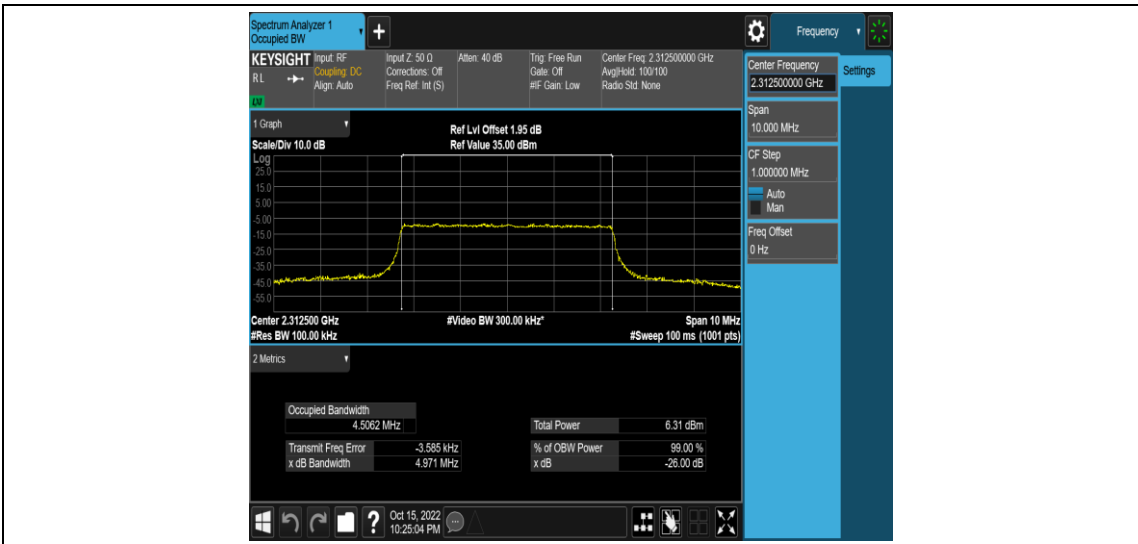 Spectrum Analyzer 1
Occupied BW
+
Frequency
KEYSIGHT
RL
LXI
Input: RF
Coupling: DC
Align: Auto
Input Z: 50 Ω
Corrections: Off
Freq Ref: Int (S)
Atten: 40 dB
Trig: Free Run
Gate: Off
#IF Gain: Low
Center Freq: 2.312500000 GHz
Avg|Hold: 100/100
Radio Std: None
Center Frequency
2.312500000 GHz
Settings
Span
10.000 MHz
CF Step
1.000000 MHz
Auto
Man
Freq Offset
0 Hz
1 Graph
Scale/Div 10.0 dB
Ref Lvl Offset 1.95 dB
Ref Value 35.00 dBm
Log
25.0
15.0
5.00
-5.00
-15.0
-25.0
-35.0
-45.0
-55.0
Center 2.312500 GHz
#Video BW 300.00 kHz*
Span 10 MHz
#Res BW 100.00 kHz
#Sweep 100 ms (1001 pts)
2 Metrics
Occupied Bandwidth
4.5062 MHz
Total Power 6.31 dBm
Transmit Freq Error -3.585 kHz
% of OBW Power 99.00 %
x dB Bandwidth 4.971 MHz
x dB -26.00 dB
?
Oct 15, 2022
10:25:04 PM